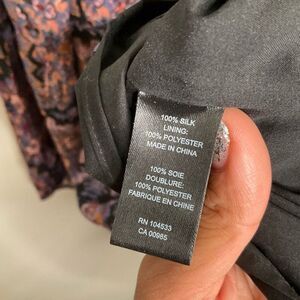 100% SILK
LINING:
100% POLYESTER
MADE IN CHINA
100% SOIE
DOUBLURE:
100% POLYESTER
FABRIQUE EN CHINE
RN 104533
CA 00985